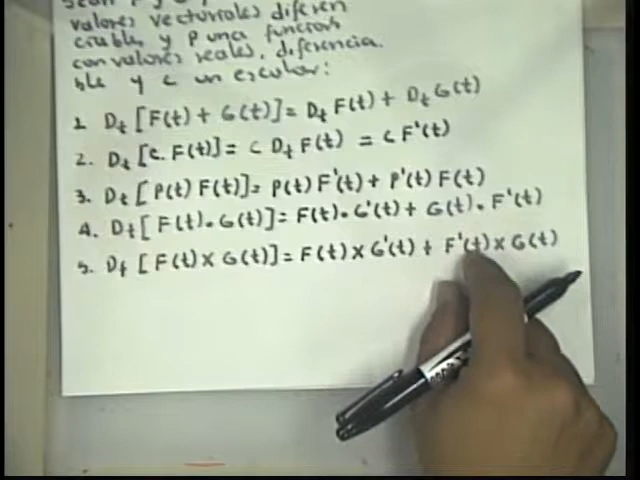 valores vectoriales diferen
ciables y p una función
con valores reales, diferencia.
ble y c un escalar:
1. Dt [F(t) + G(t)] = Dt F(t) + Dt G(t)
2. Dt [c. F(t)] = c Dt F(t) = c F'(t)
3. Dt [P(t) F(t)] = P(t) F'(t) + P'(t) F(t)
4. Dt [F(t) . G(t)] = F(t) . G'(t) + G(t) . F'(t)
5. Dt [F(t) x G(t)] = F(t) x G'(t) + F'(t) x G(t)